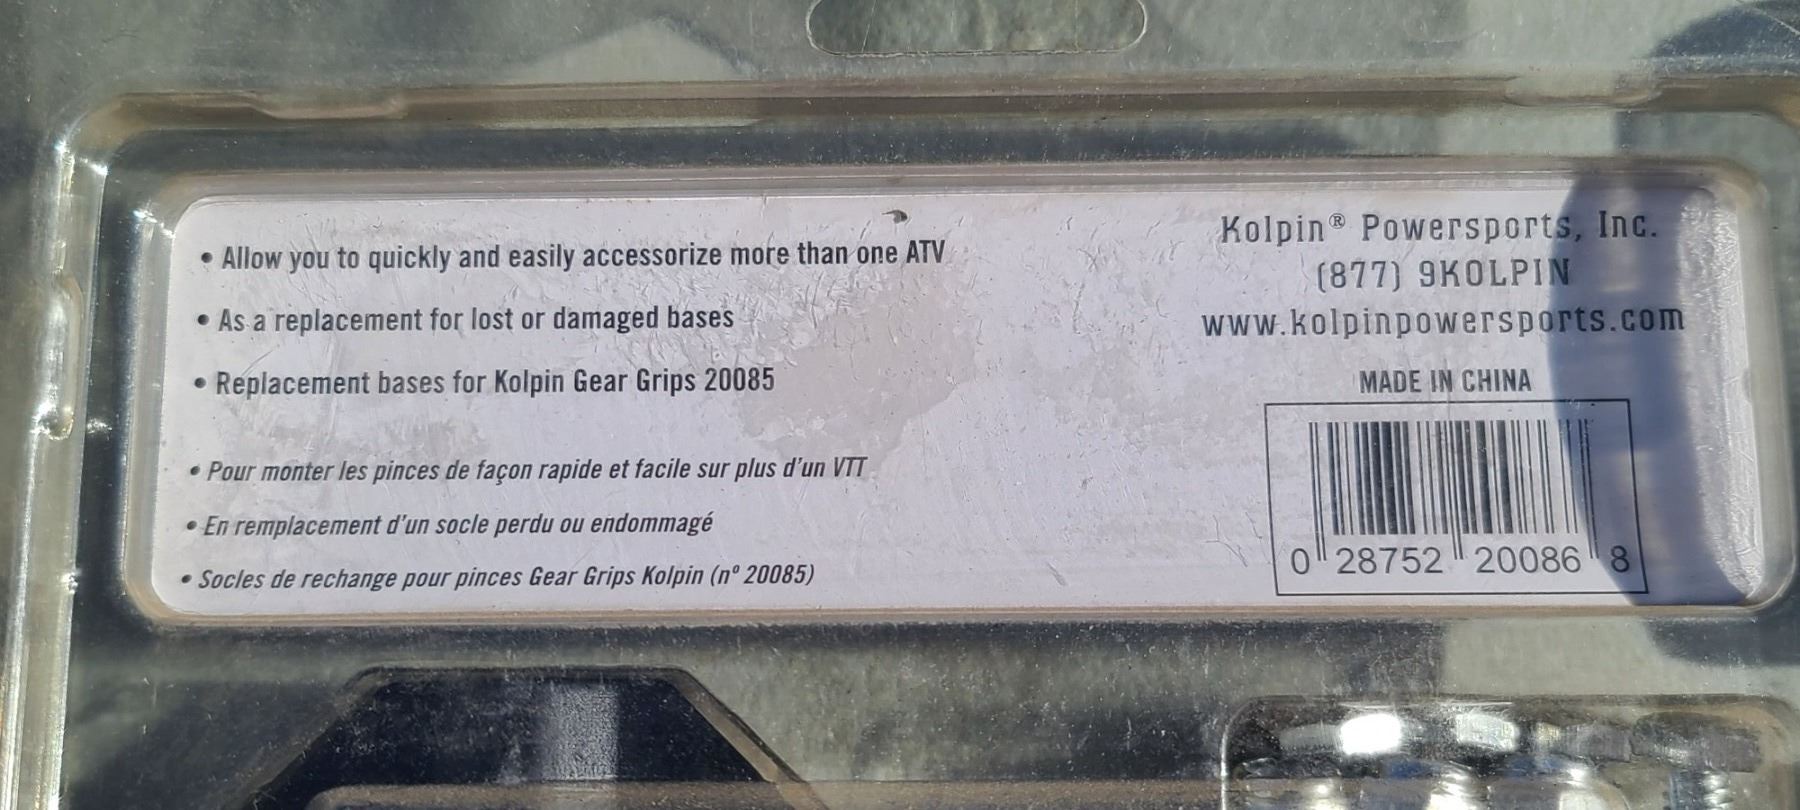 • Allow you to quickly and easily accessorize more than one ATV
• As a replacement for lost or damaged bases
• Replacement bases for Kolpin Gear Grips 20085
• Pour monter les pinces de façon rapide et facile sur plus d'un VTT
• En remplacement d'un socle perdu ou endommagé
• Socles de rechange pour pinces Gear Grips Kolpin (nº 20085)
Kolpin® Powersports, Inc.
(877) 9KOLPIN
www.kolpinpowersports.com
MADE IN CHINA
0 28752 20086 8